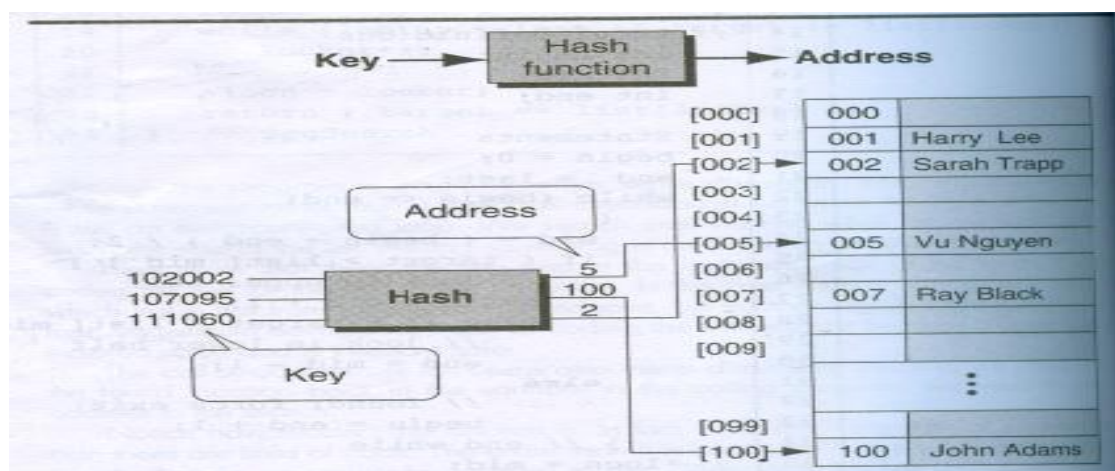 Key
Hash
function
Address
[000] 000
[001] 001 Harry Lee
[002] 002 Sarah Trapp
[003]
[004]
[005] 005 Vu Nguyen
[006]
[007] 007 Ray Black
[008]
[009]
[099]
[100] 100 John Adams
Address
102002
107095
111060
Hash
5
100
2
Key